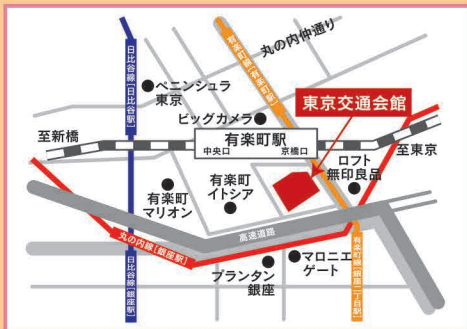 丸の内仲通り
有楽町線[有楽町駅]
日比谷線[日比谷駅]
ペニンシュラ
東京
ビッグカメラ
東京交通会館
至新橋
有楽町駅
中央口
京橋口
至東京
ロフト
無印良品
有楽町
マリオン
有楽町
イトシア
高速道路
丸の内線[銀座駅]
日比谷線[銀座駅]
プランタン
銀座
マロニエ
ゲート
有楽町線[銀座一丁目駅]